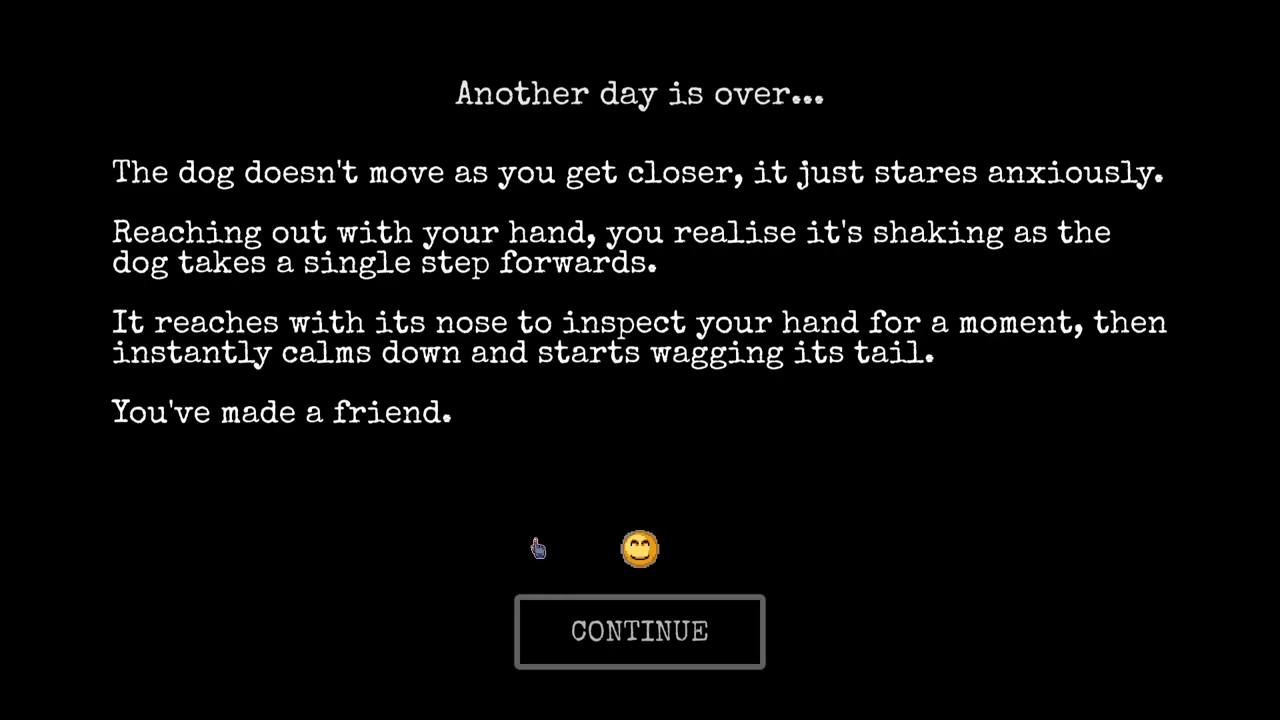 Another day is over...
The dog doesn't move as you get closer, it just stares anxiously.
Reaching out with your hand, you realise it's shaking as the
dog takes a single step forwards.
It reaches with its nose to inspect your hand for a moment, then
instantly calms down and starts wagging its tail.
You've made a friend.
CONTINUE